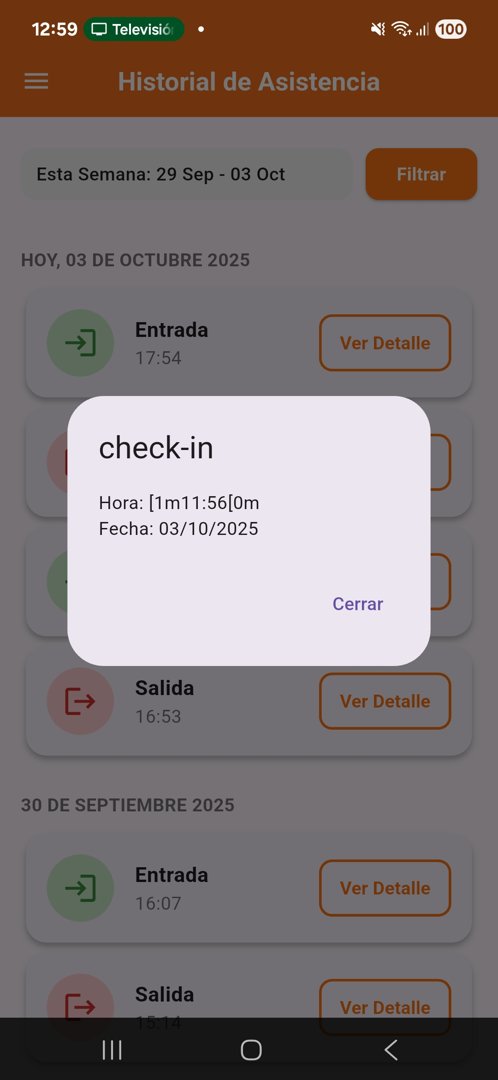 12:59 Televisió 100
Historial de Asistencia
Esta Semana: 29 Sep - 03 Oct Filtrar
HOY, 03 DE OCTUBRE 2025
Entrada
17:54
Ver Detalle
check-in
Hora: [1m11:56[0m
Fecha: 03/10/2025
Cerrar
Salida
16:53
Ver Detalle
30 DE SEPTIEMBRE 2025
Entrada
16:07
Ver Detalle
Salida
15:14
Ver Detalle